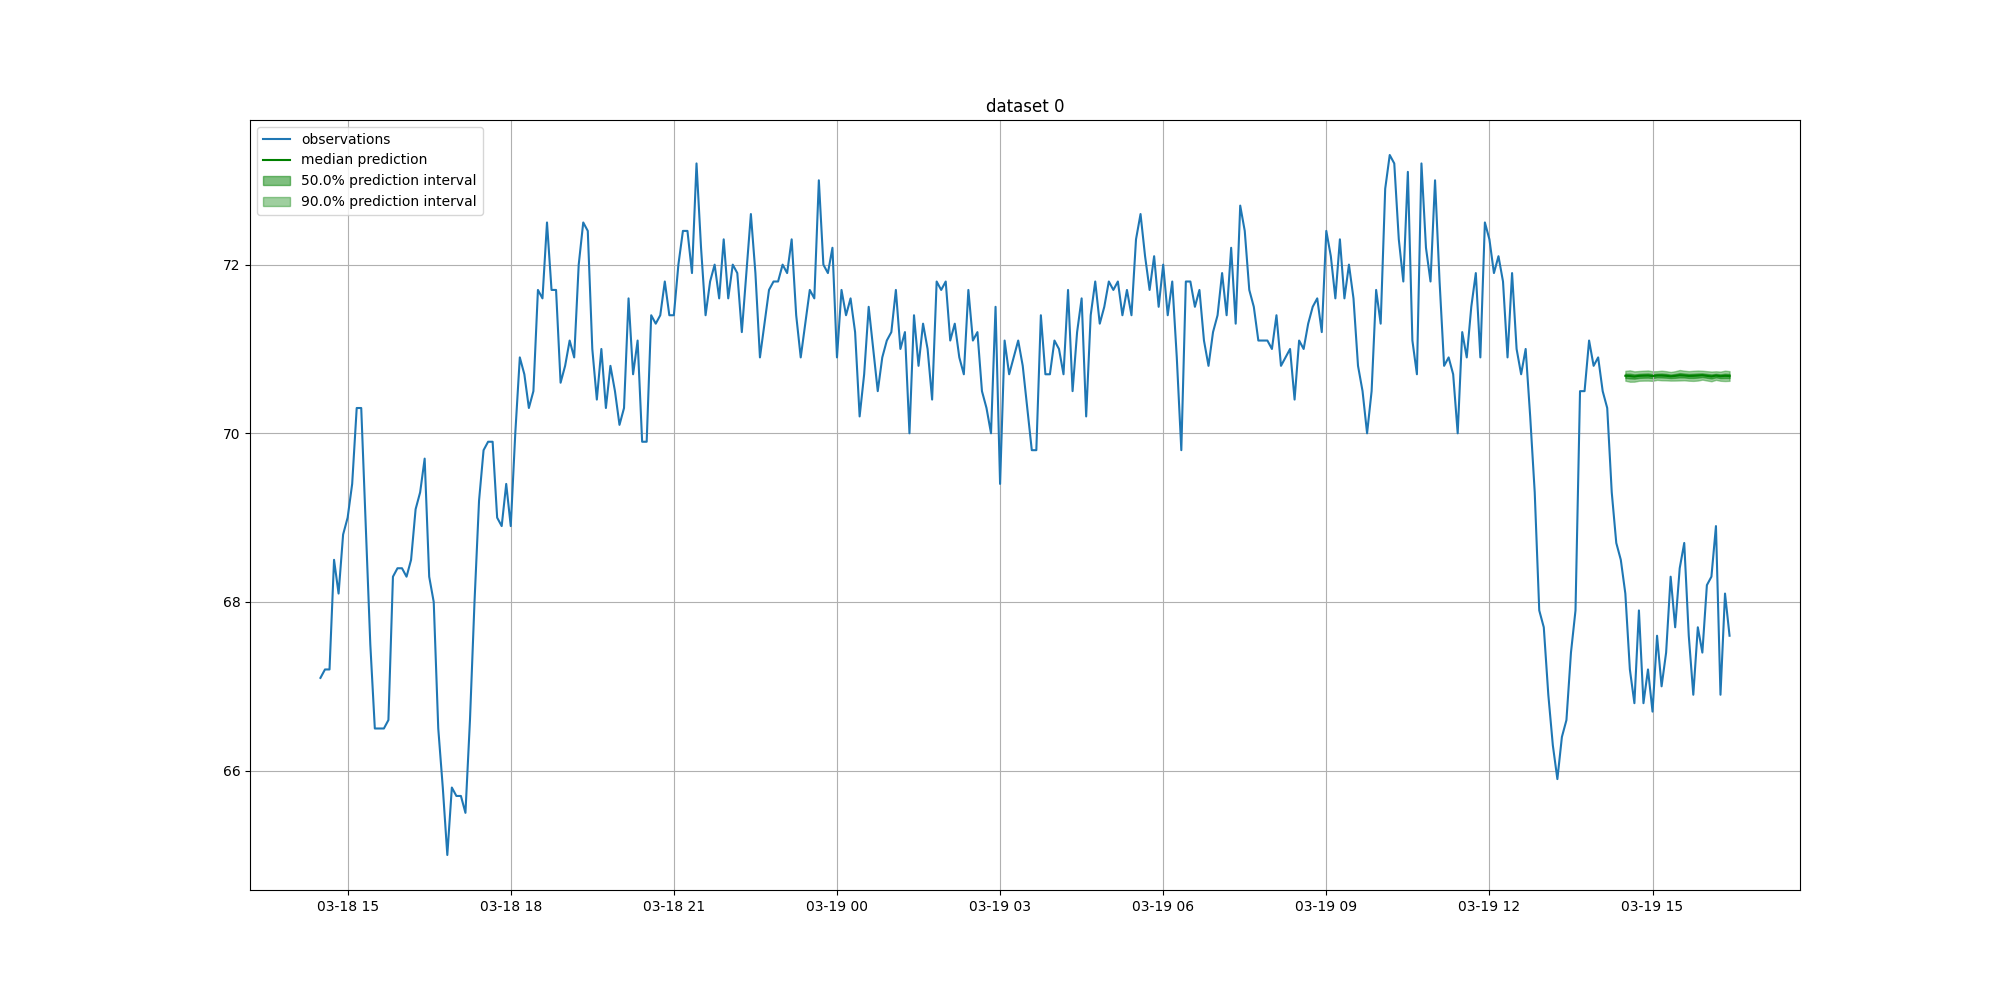 dataset 0
observations
median prediction
50.0% prediction interval
90.0% prediction interval
72
70
68
66
03-18 15 03-18 18 03-18 21 03-19 00 03-19 03 03-19 06 03-19 09 03-19 12 03-19 15